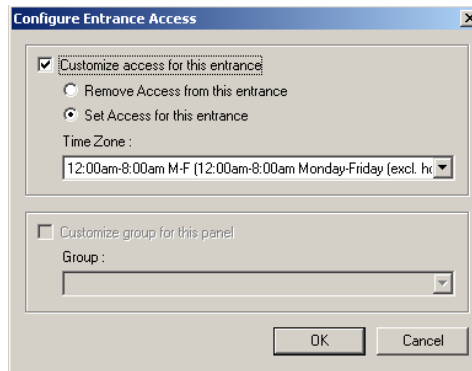 Configure Entrance Access
Customize access for this entrance
Remove Access from this entrance
Set Access for this entrance
Time Zone :
12:00am-8:00am M-F (12:00am-8:00am Monday-Friday (excl.
Customize group for this panel
Group :
OK Cancel